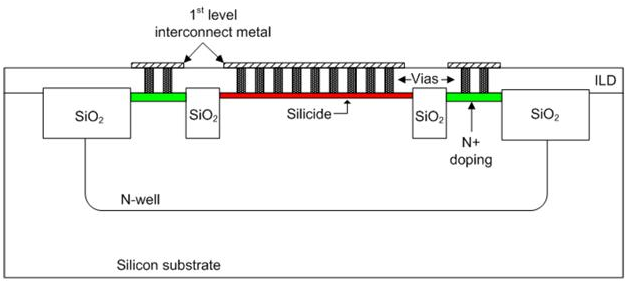 1st level
interconnect metal
Vias
ILD
SiO2
SiO2
Silicide
SiO2
SiO2
N+
doping
N-well
Silicon substrate